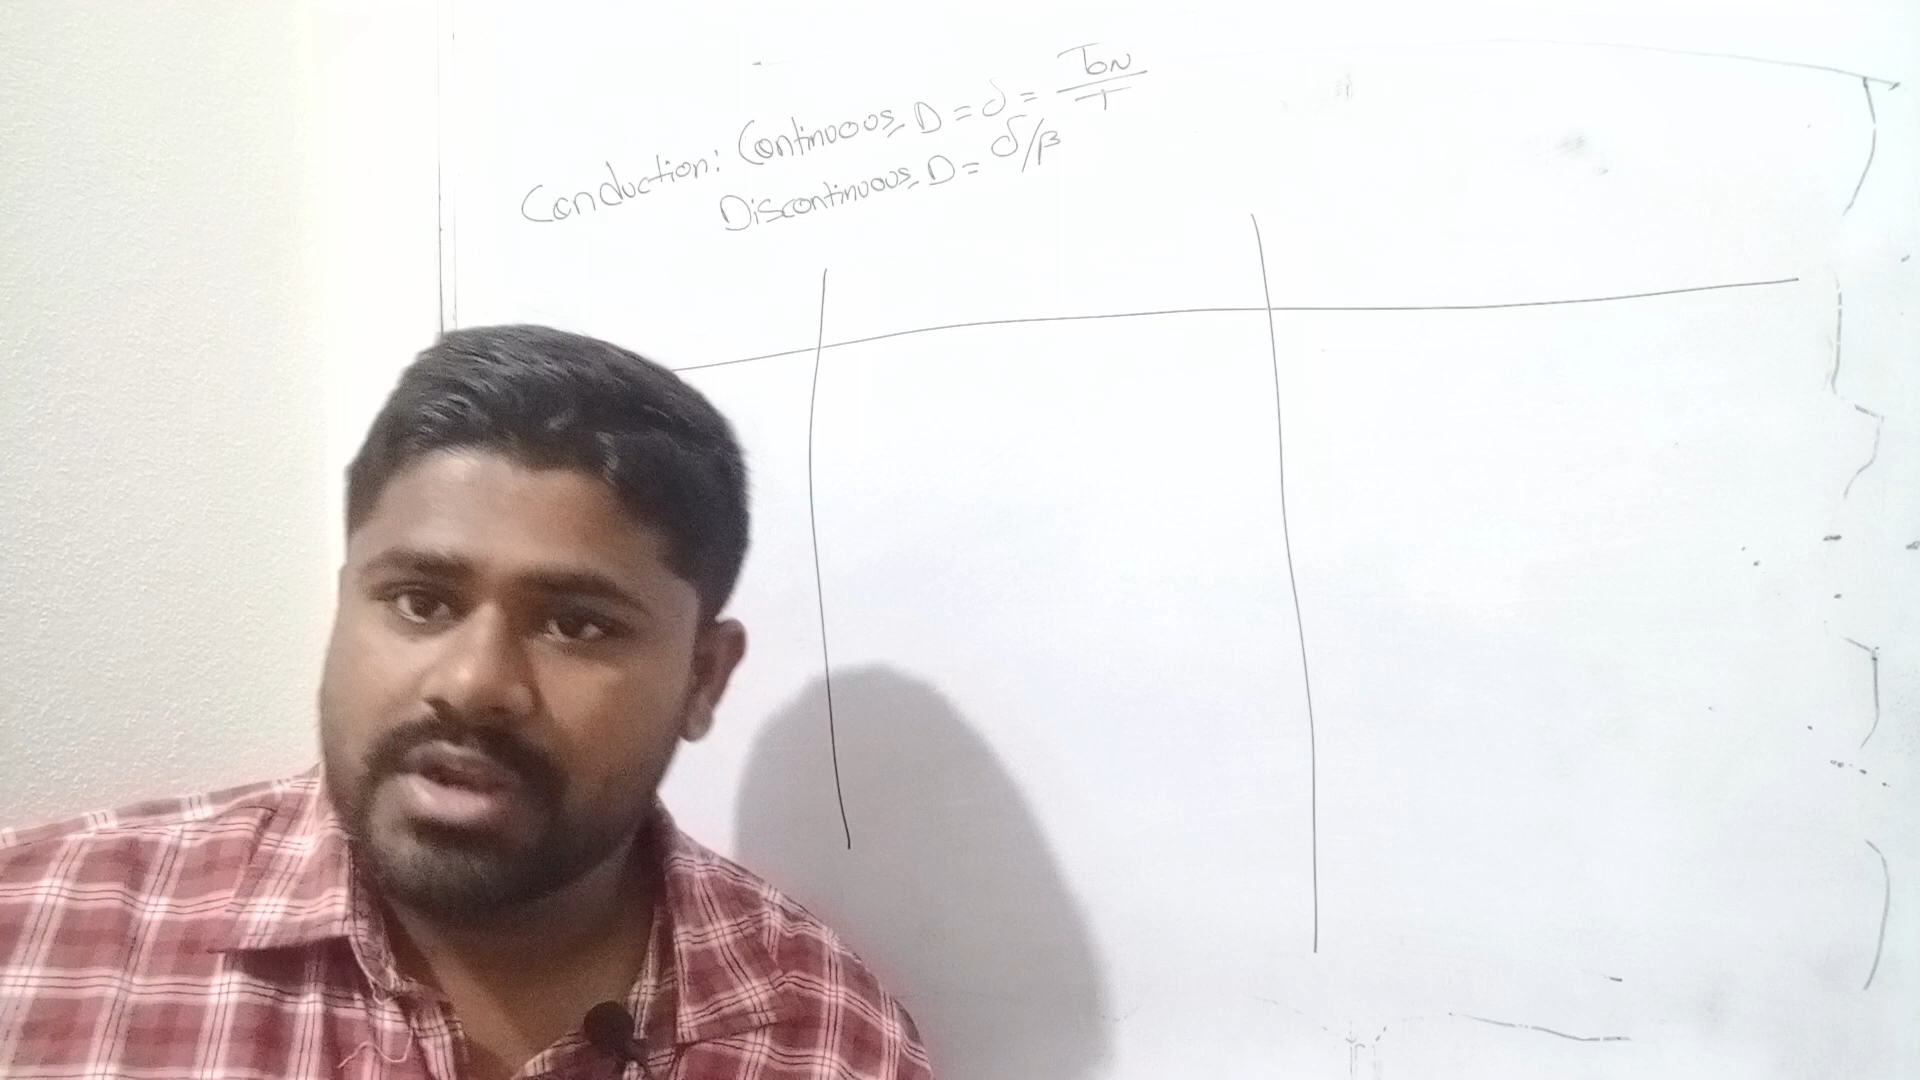 Conduction: Continuous, D = δ = TON/T
Discontinuous, D = δ/β